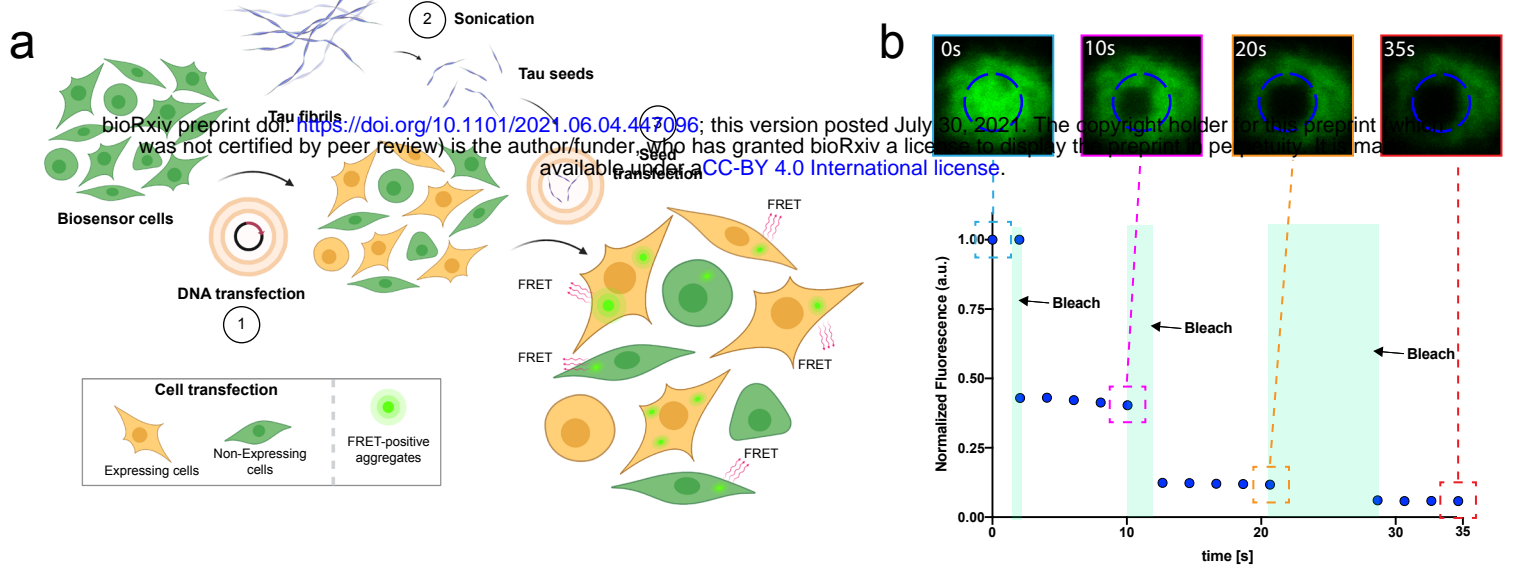 a
2 Sonication
Tau seeds
Tau fibrils
3
Seed
transfection
bioRxiv preprint doi: https://doi.org/10.1101/2021.06.04.447096; this version posted July 30, 2021. The copyright holder for this preprint (which
was not certified by peer review) is the author/funder, who has granted bioRxiv a license to display the preprint in perpetuity. It is made
available under aCC-BY 4.0 International license.
Biosensor cells
DNA transfection
1
FRET
FRET
FRET
FRET
FRET
Cell transfection
Expressing cells
Non-Expressing
cells
FRET-positive
aggregates
b
0s
10s
20s
35s
Normalized Fluorescence (a.u.)
1.00
0.75
0.50
0.25
0.00
Bleach
Bleach
Bleach
0 10 20 30 35
time [s]